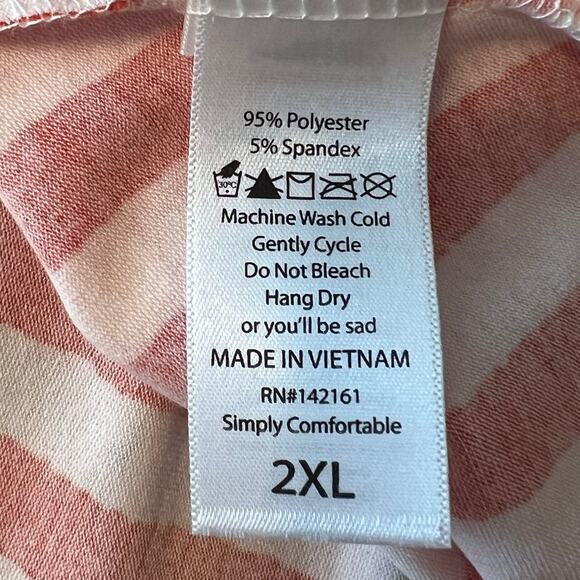 95% Polyester
5% Spandex
30°C
Machine Wash Cold
Gently Cycle
Do Not Bleach
Hang Dry
or you'll be sad
MADE IN VIETNAM
RN#142161
Simply Comfortable
2XL